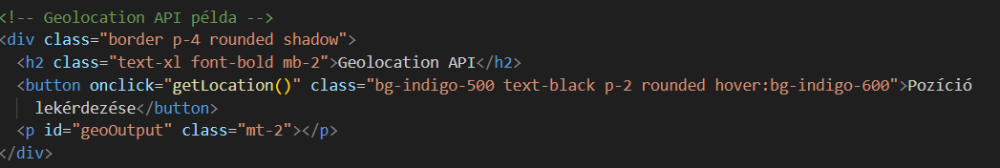 <!-- Geolocation API példa -->
<div class="border p-4 rounded shadow">
<h2 class="text-xl font-bold mb-2">Geolocation API</h2>
<button onclick="getLocation()" class="bg-indigo-500 text-black p-2 rounded hover:bg-indigo-600">Pozíció
lekérdezése</button>
<p id="geoOutput" class="mt-2"></p>
</div>